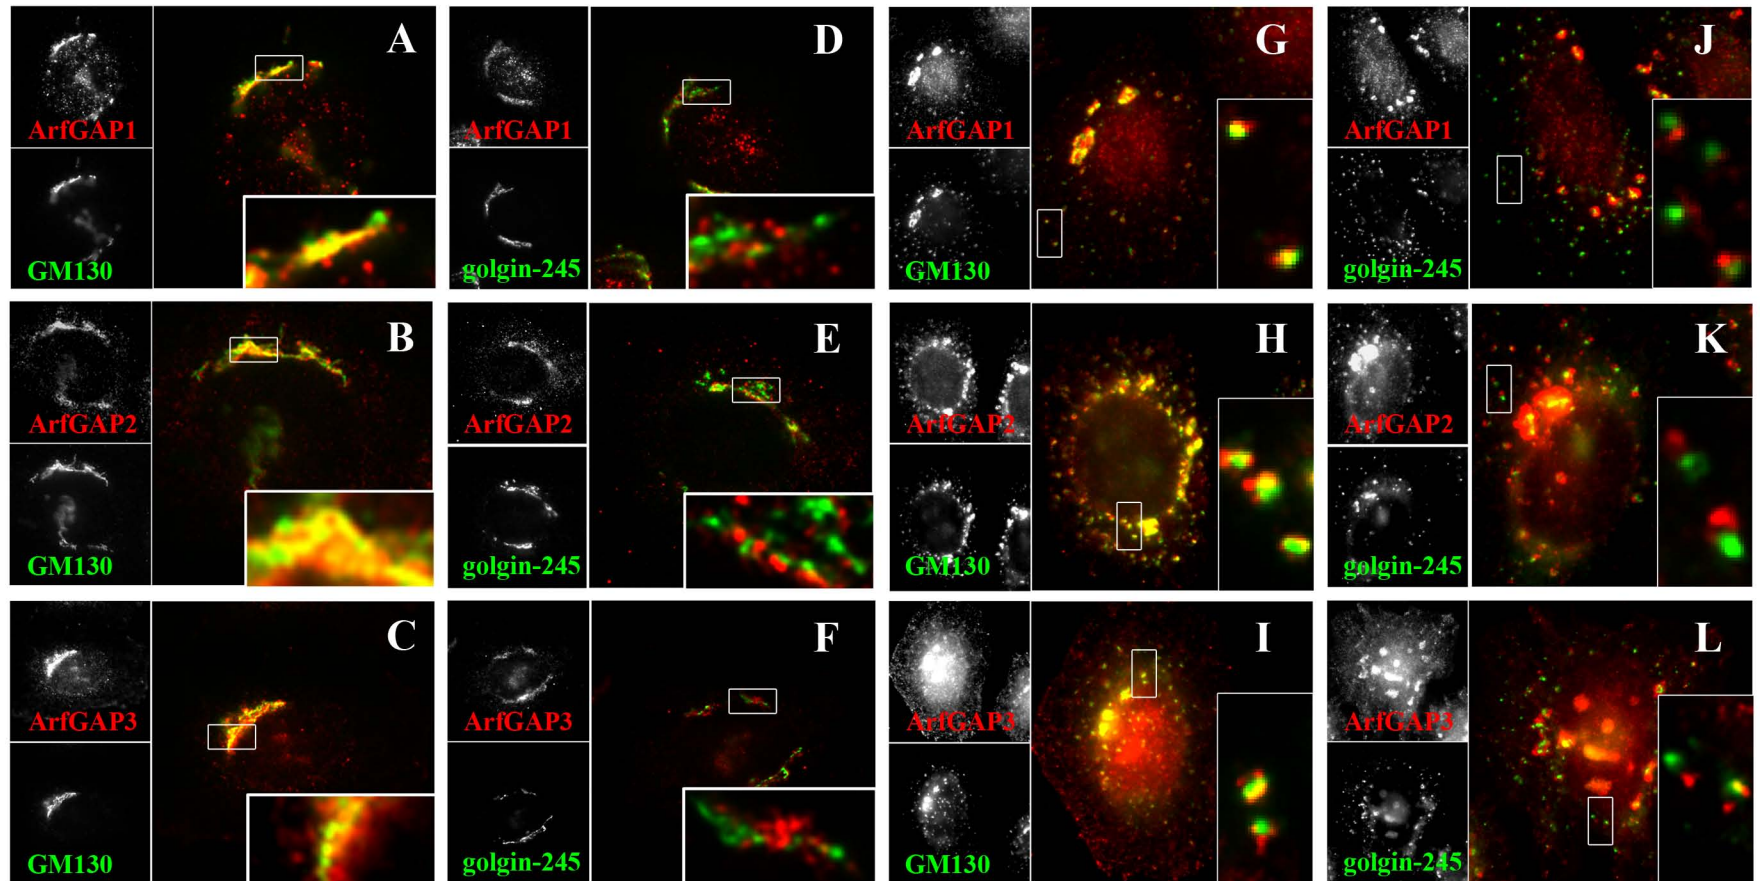 A
ArfGAP1
GM130
D
ArfGAP1
golgin-245
G
ArfGAP1
GM130
J
ArfGAP1
golgin-245
B
ArfGAP2
GM130
E
ArfGAP2
golgin-245
H
ArfGAP2
GM130
K
ArfGAP2
golgin-245
C
ArfGAP3
GM130
F
ArfGAP3
golgin-245
I
ArfGAP3
GM130
L
ArfGAP3
golgin-245